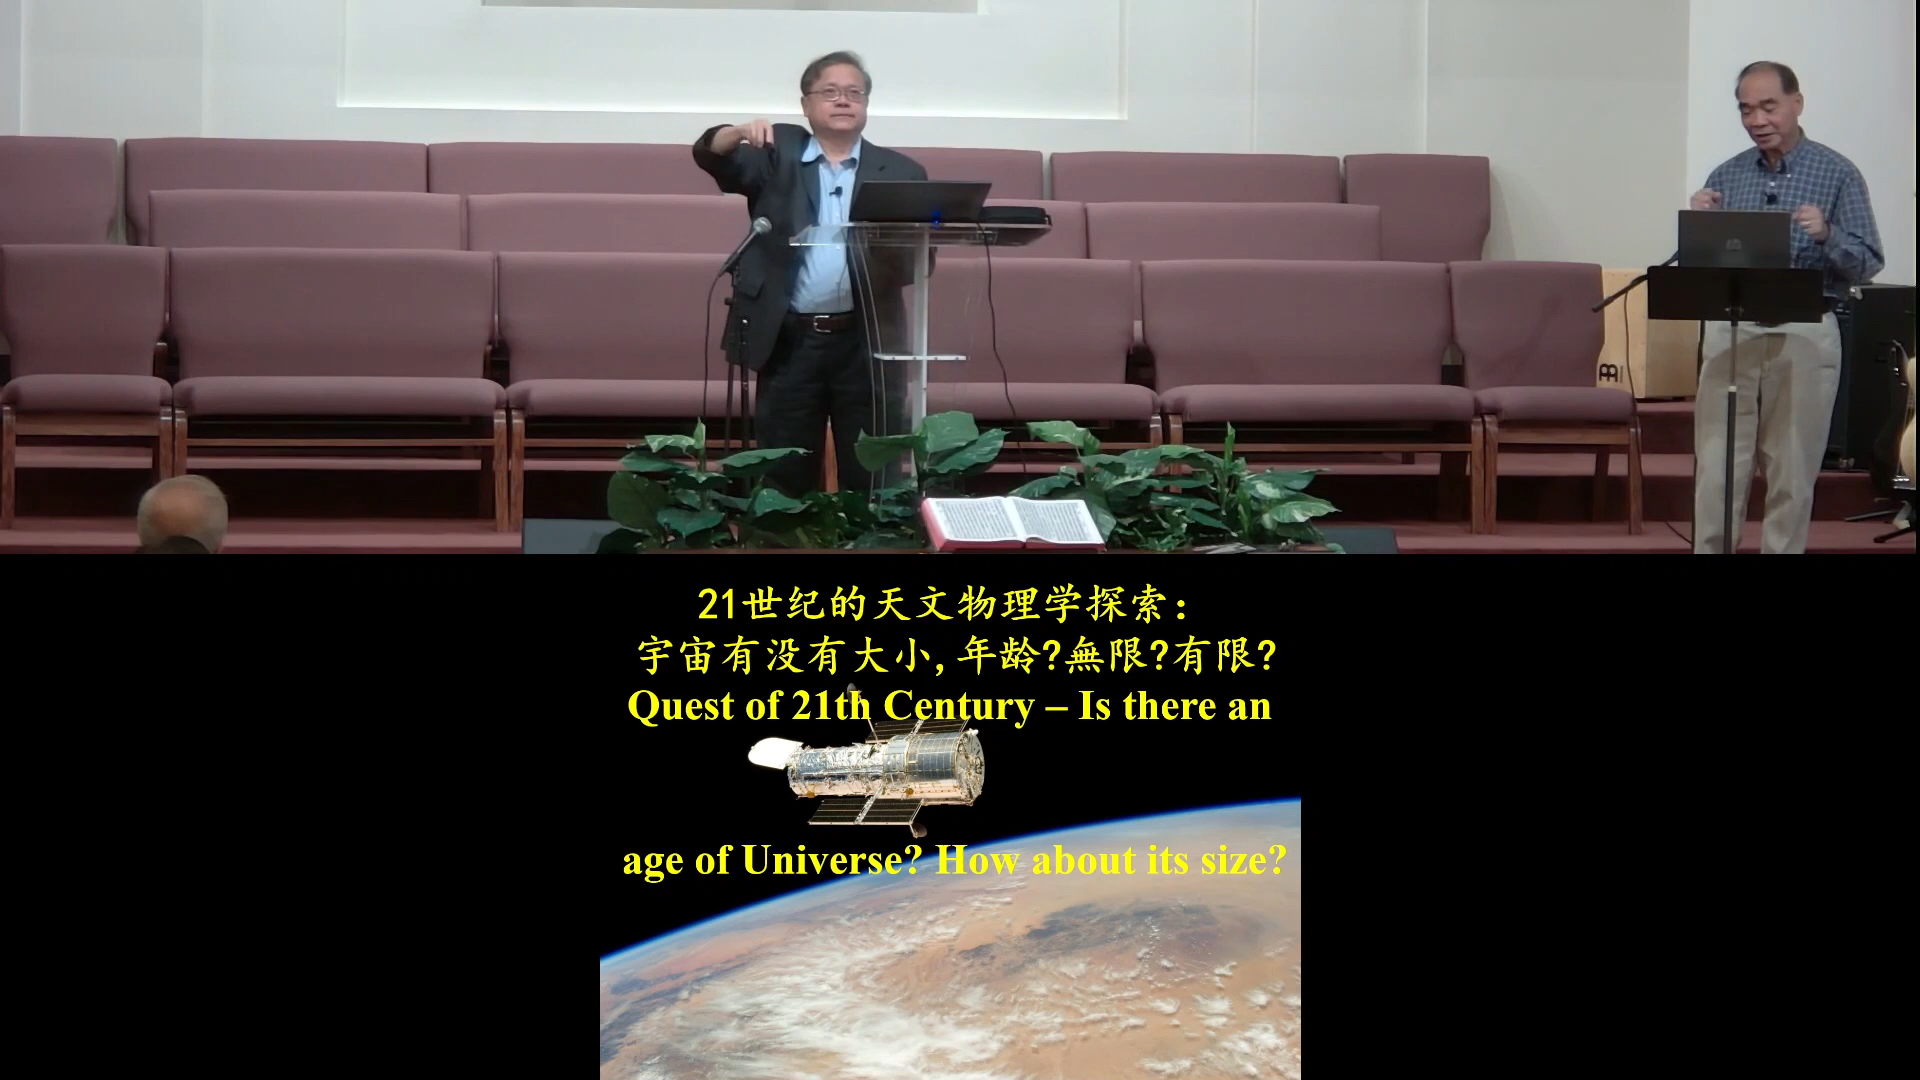 21世纪的天文物理学探索：
宇宙有没有大小,年龄?無限?有限?
Quest of 21th Century – Is there an
age of Universe? How about its size?